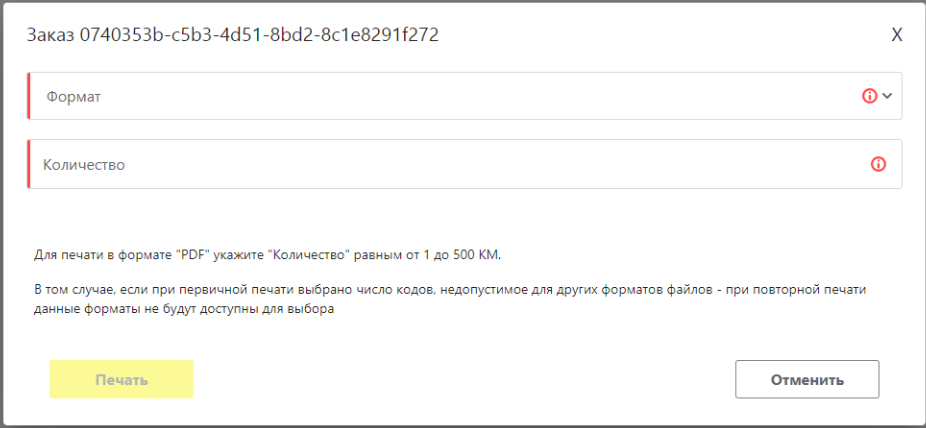 Заказ 0740353b-c5b3-4d51-8bd2-8c1e8291f272
X
Формат
Количество
Для печати в формате "PDF" укажите "Количество" равным от 1 до 500 КМ.
В том случае, если при первичной печати выбрано число кодов, недопустимое для других форматов файлов - при повторной печати
данные форматы не будут доступны для выбора
Печать
Отменить